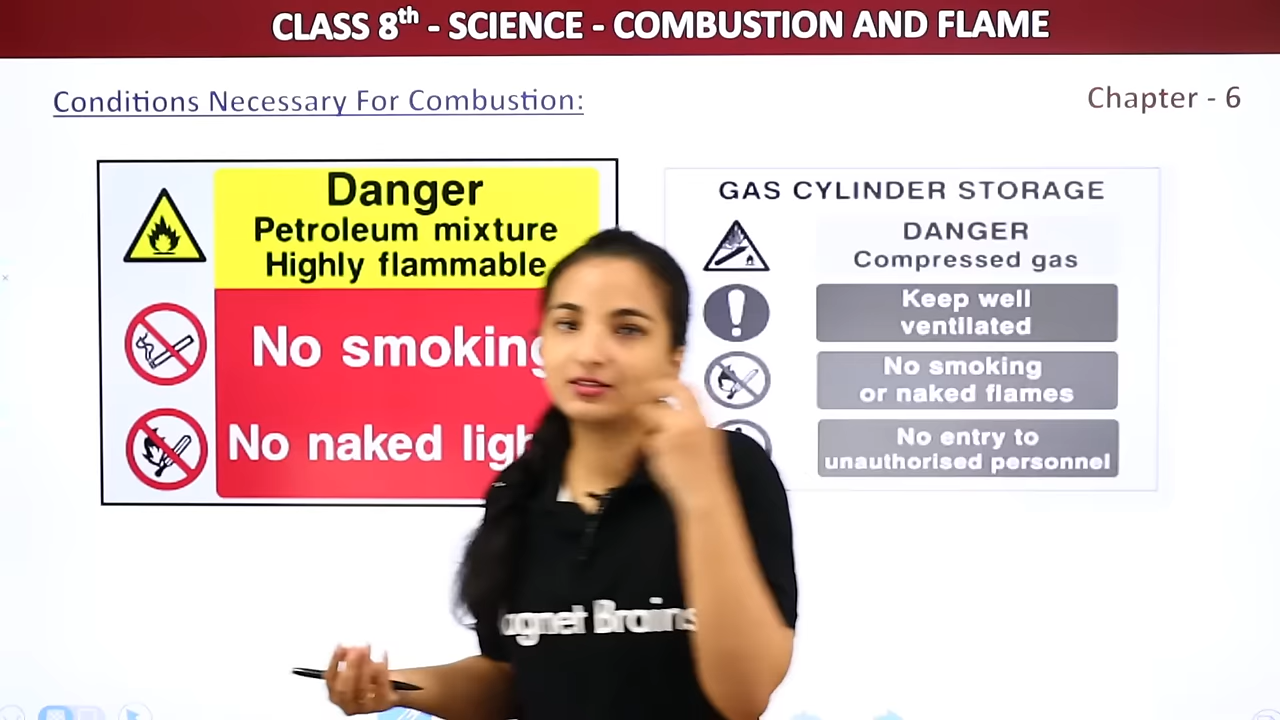 CLASS 8th - SCIENCE - COMBUSTION AND FLAME
Conditions Necessary For Combustion:
Chapter - 6
Danger
Petroleum mixture
Highly flammable
No smoking
No naked ligh
GAS CYLINDER STORAGE
DANGER
Compressed gas
Keep well
ventilated
No smoking
or naked flames
No entry to
unauthorised personnel
agnet Brains